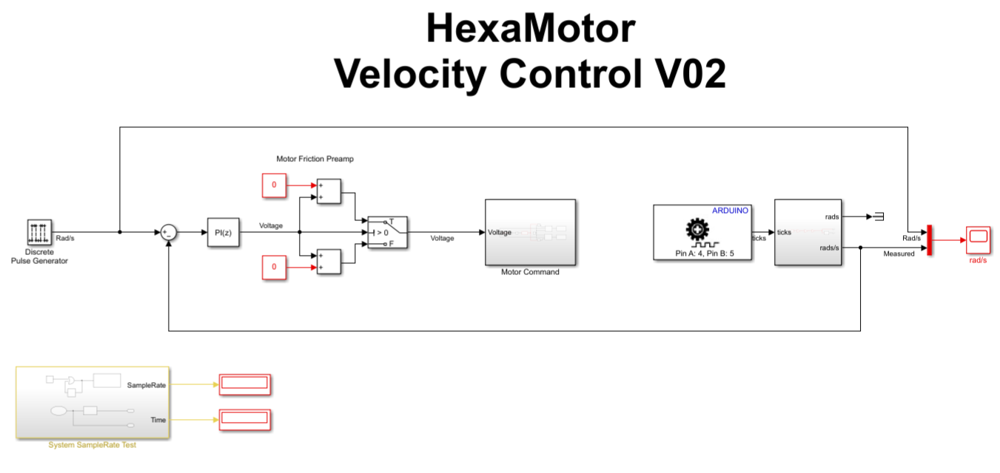 HexaMotor
Velocity Control V02
Motor Friction Preamp
0
+
+
Rad/s
Discrete
Pulse Generator
+
-
PI(z)
Voltage
T
> 0
F
Voltage
+
+
0
Voltage
Motor Command
ARDUINO
Pin A: 4, Pin B: 5
ticks
ticks
rads
rads/s
Rad/s
Measured
rad/s
SampleRate
Time
System SampleRate Test